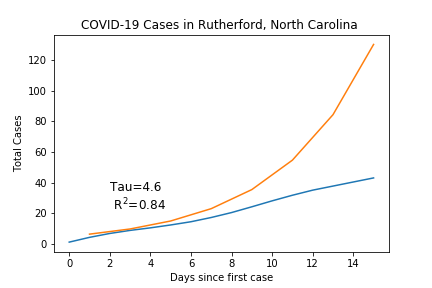 COVID-19 Cases in Rutherford, North Carolina
Total Cases
120
100
80
60
40
20
0
Tau=4.6
R²=0.84
0 2 4 6 8 10 12 14
Days since first case